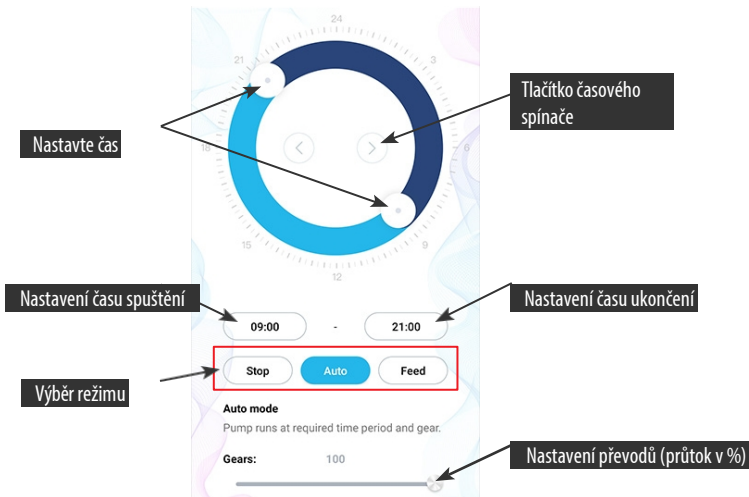 24
21
3
Tlačítko časového
spínače
Nastavte čas
18
6
15
9
12
Nastavení času spuštění
Nastavení času ukončení
09:00 - 21:00
Stop Auto Feed
Výběr režimu
Auto mode
Pump runs at required time period and gear.
Gears: 100
Nastavení převodů (průtok v %)